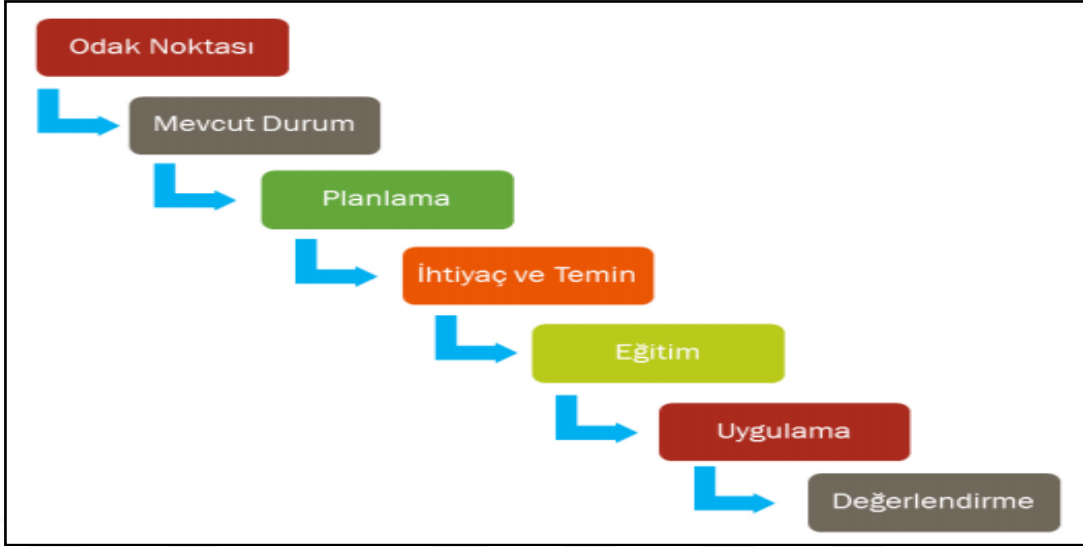 Odak Noktası
Mevcut Durum
Planlama
İhtiyaç ve Temin
Eğitim
Uygulama
Değerlendirme